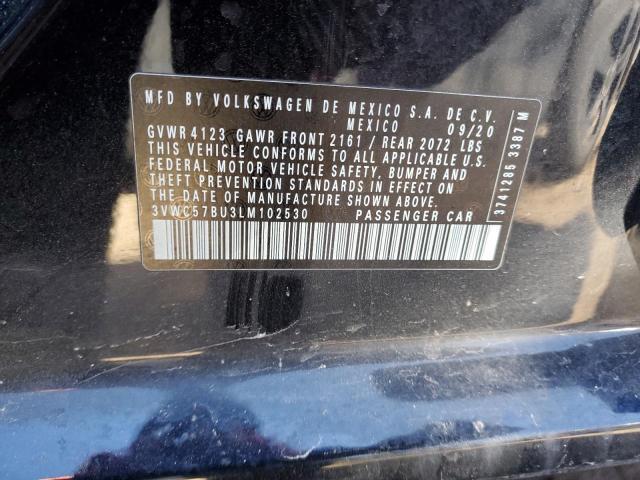 MFD BY VOLKSWAGEN DE MEXICO S.A. DE C.V.
MEXICO 09/20
GVWR 4123 GAWR FRONT 2161 / REAR 2072 LBS
THIS VEHICLE CONFORMS TO ALL APPLICABLE U.S.
FEDERAL MOTOR VEHICLE SAFETY, BUMPER AND
THEFT PREVENTION STANDARDS IN EFFECT ON
THE DATE OF MANUFACTURE SHOWN ABOVE.
3VWC57BU3LM102530 PASSENGER CAR
3741285 3387 M